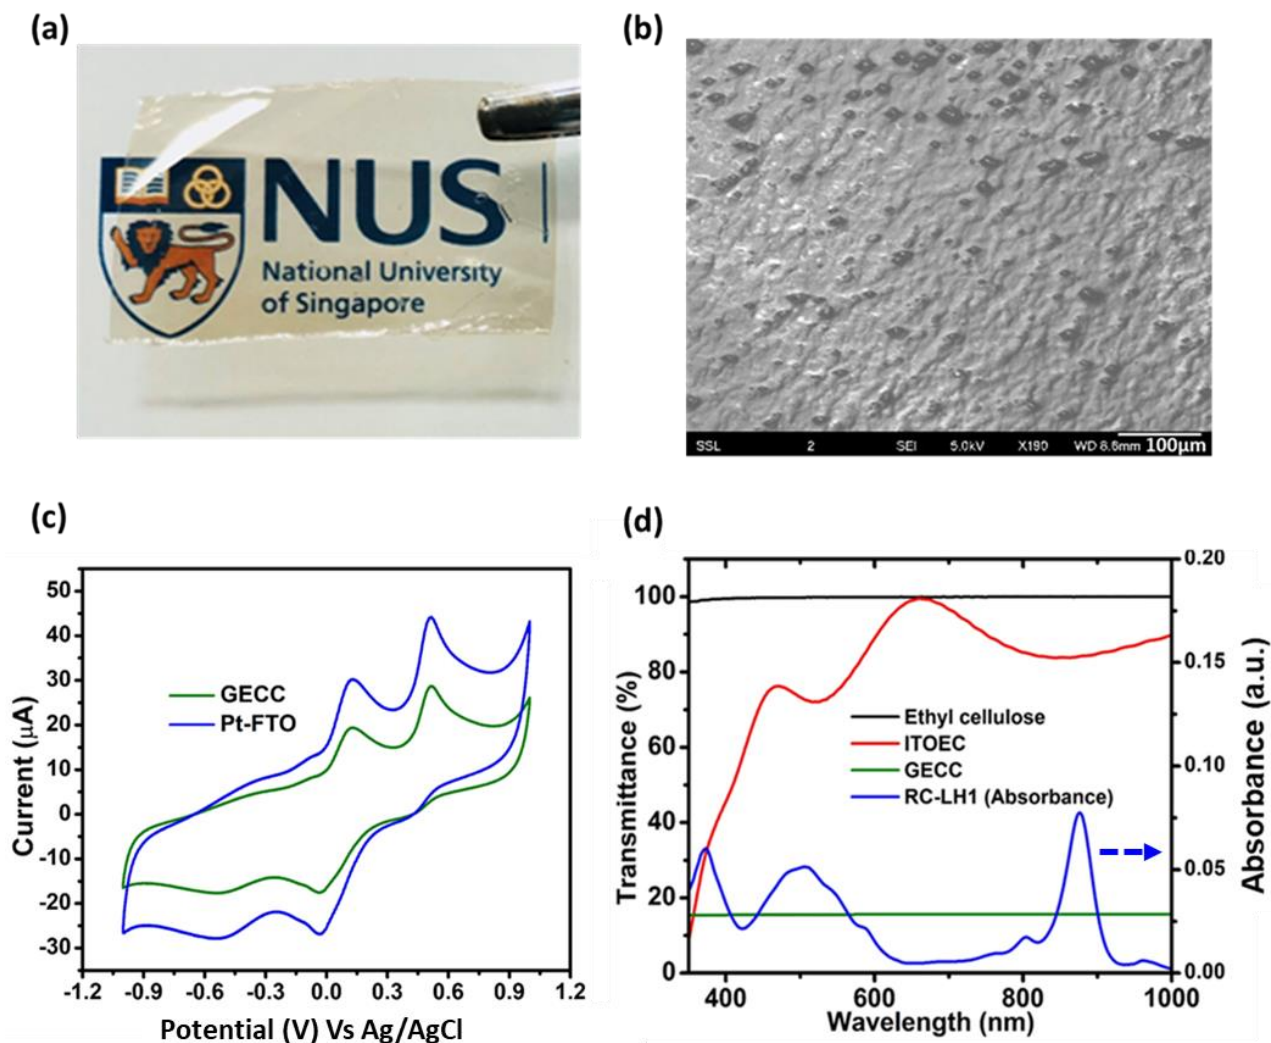 (a)
NUS
National University
of Singapore
(b)
SSL 2 SEI 5.0kV X190 WD 8.6mm 100μm
(c)
50
40
30
20
10
0
-10
-20
-30
-1.2 -0.9 -0.6 -0.3 0.0 0.3 0.6 0.9 1.2
Current (μA)
GECC
Pt-FTO
Potential (V) Vs Ag/AgCl
(d)
100
80
60
40
20
0
Transmittance (%)
Ethyl cellulose
ITOEC
GECC
RC-LH1 (Absorbance)
0.20
0.15
0.10
0.05
0.00
Absorbance (a.u.)
400 600 800 1000
Wavelength (nm)